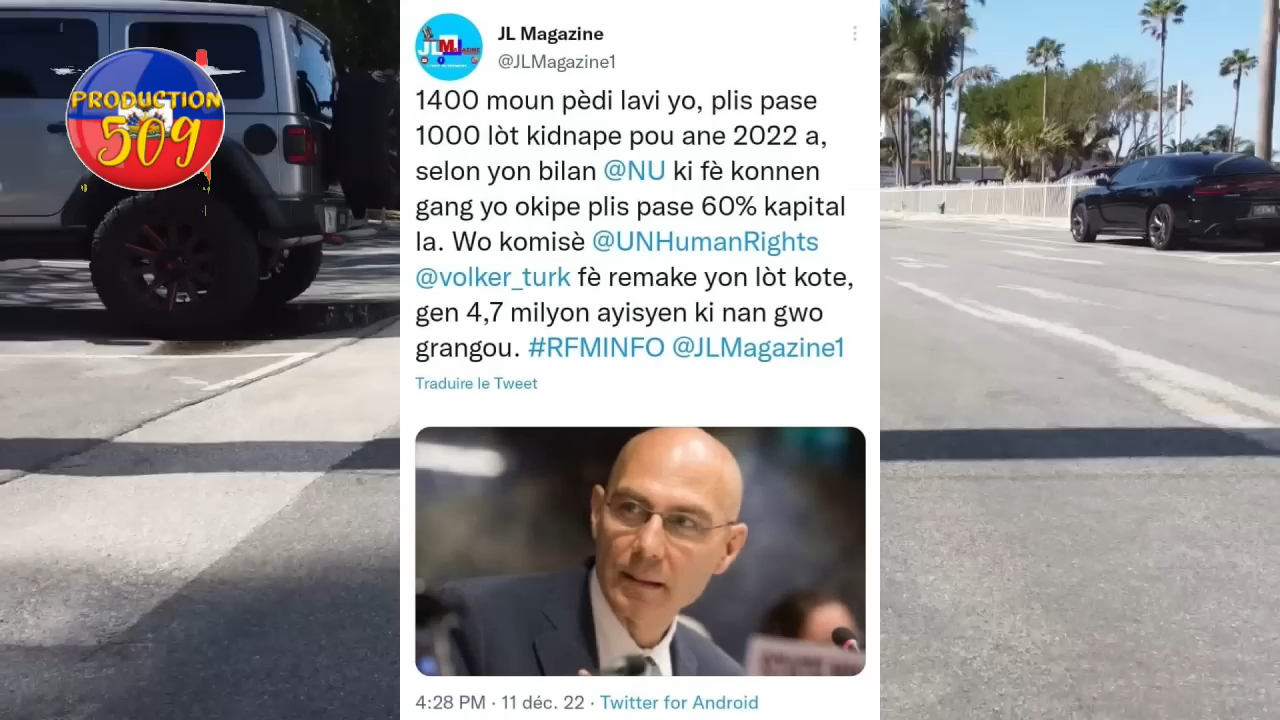 PRODUCTION
509
JL Magazine
@JLMagazine1
1400 moun pèdi lavi yo, plis pase
1000 lòt kidnape pou ane 2022 a,
selon yon bilan @NU ki fè konnen
gang yo okipe plis pase 60% kapital
la. Wo komisè @UNHumanRights
@volker_turk fè remake yon lòt kote,
gen 4,7 milyon ayisyen ki nan gwo
grangou. #RFMINFO @JLMagazine1
Traduire le Tweet
4:28 PM · 11 déc. 22 · Twitter for Android